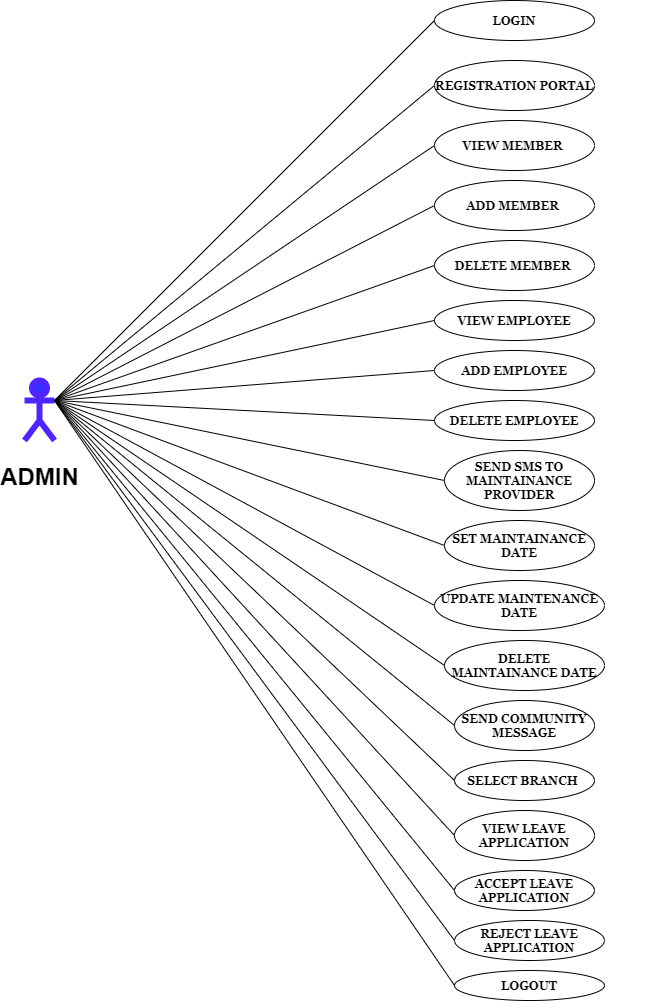 LOGIN
REGISTRATION PORTAL
VIEW MEMBER
ADD MEMBER
DELETE MEMBER
VIEW EMPLOYEE
ADD EMPLOYEE
DELETE EMPLOYEE
ADMIN
SEND SMS TO
MAINTAINANCE
PROVIDER
SET MAINTAINANCE
DATE
UPDATE MAINTENANCE
DATE
DELETE
MAINTAINANCE DATE
SEND COMMUNITY
MESSAGE
SELECT BRANCH
VIEW LEAVE
APPLICATION
ACCEPT LEAVE
APPLICATION
REJECT LEAVE
APPLICATION
LOGOUT